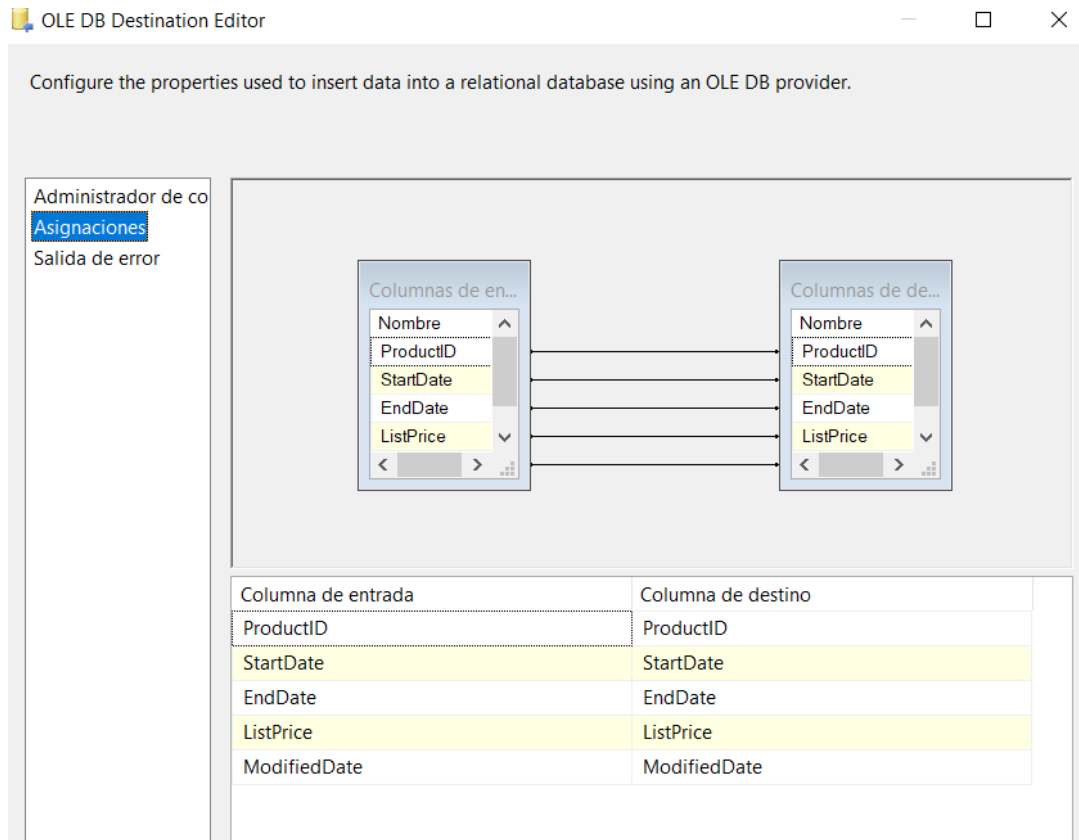 OLE DB Destination Editor
Configure the properties used to insert data into a relational database using an OLE DB provider.
Administrador de co
Asignaciones
Salida de error
Columnas de en...
Nombre
ProductID
StartDate
EndDate
ListPrice
Columnas de de...
Nombre
ProductID
StartDate
EndDate
ListPrice
Columna de entrada Columna de destino
ProductID ProductID
StartDate StartDate
EndDate EndDate
ListPrice ListPrice
ModifiedDate ModifiedDate